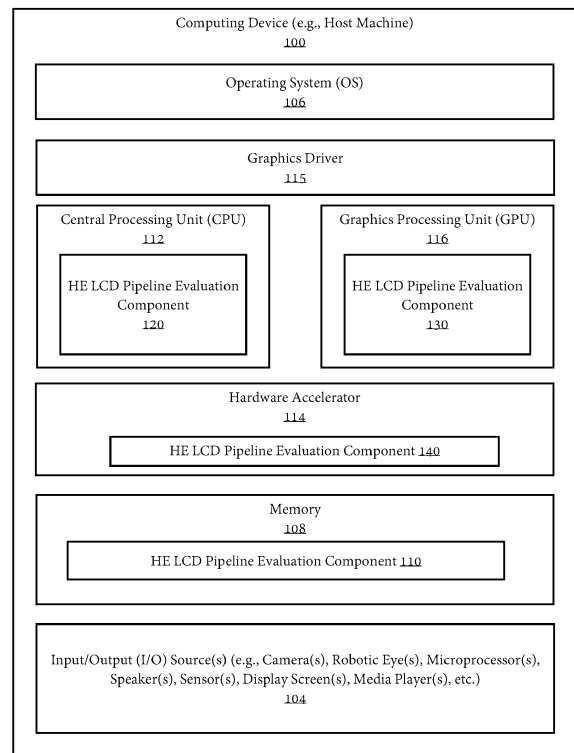 Computing Device (e.g., Host Machine)
100
Operating System (OS)
106
Graphics Driver
115
Central Processing Unit (CPU)
112
HE LCD Pipeline Evaluation
Component
120
Graphics Processing Unit (GPU)
116
HE LCD Pipeline Evaluation
Component
130
Hardware Accelerator
114
HE LCD Pipeline Evaluation Component 140
Memory
108
HE LCD Pipeline Evaluation Component 110
Input/Output (I/O) Source(s) (e.g., Camera(s), Robotic Eye(s), Microprocessor(s),
Speaker(s), Sensor(s), Display Screen(s), Media Player(s), etc.)
104